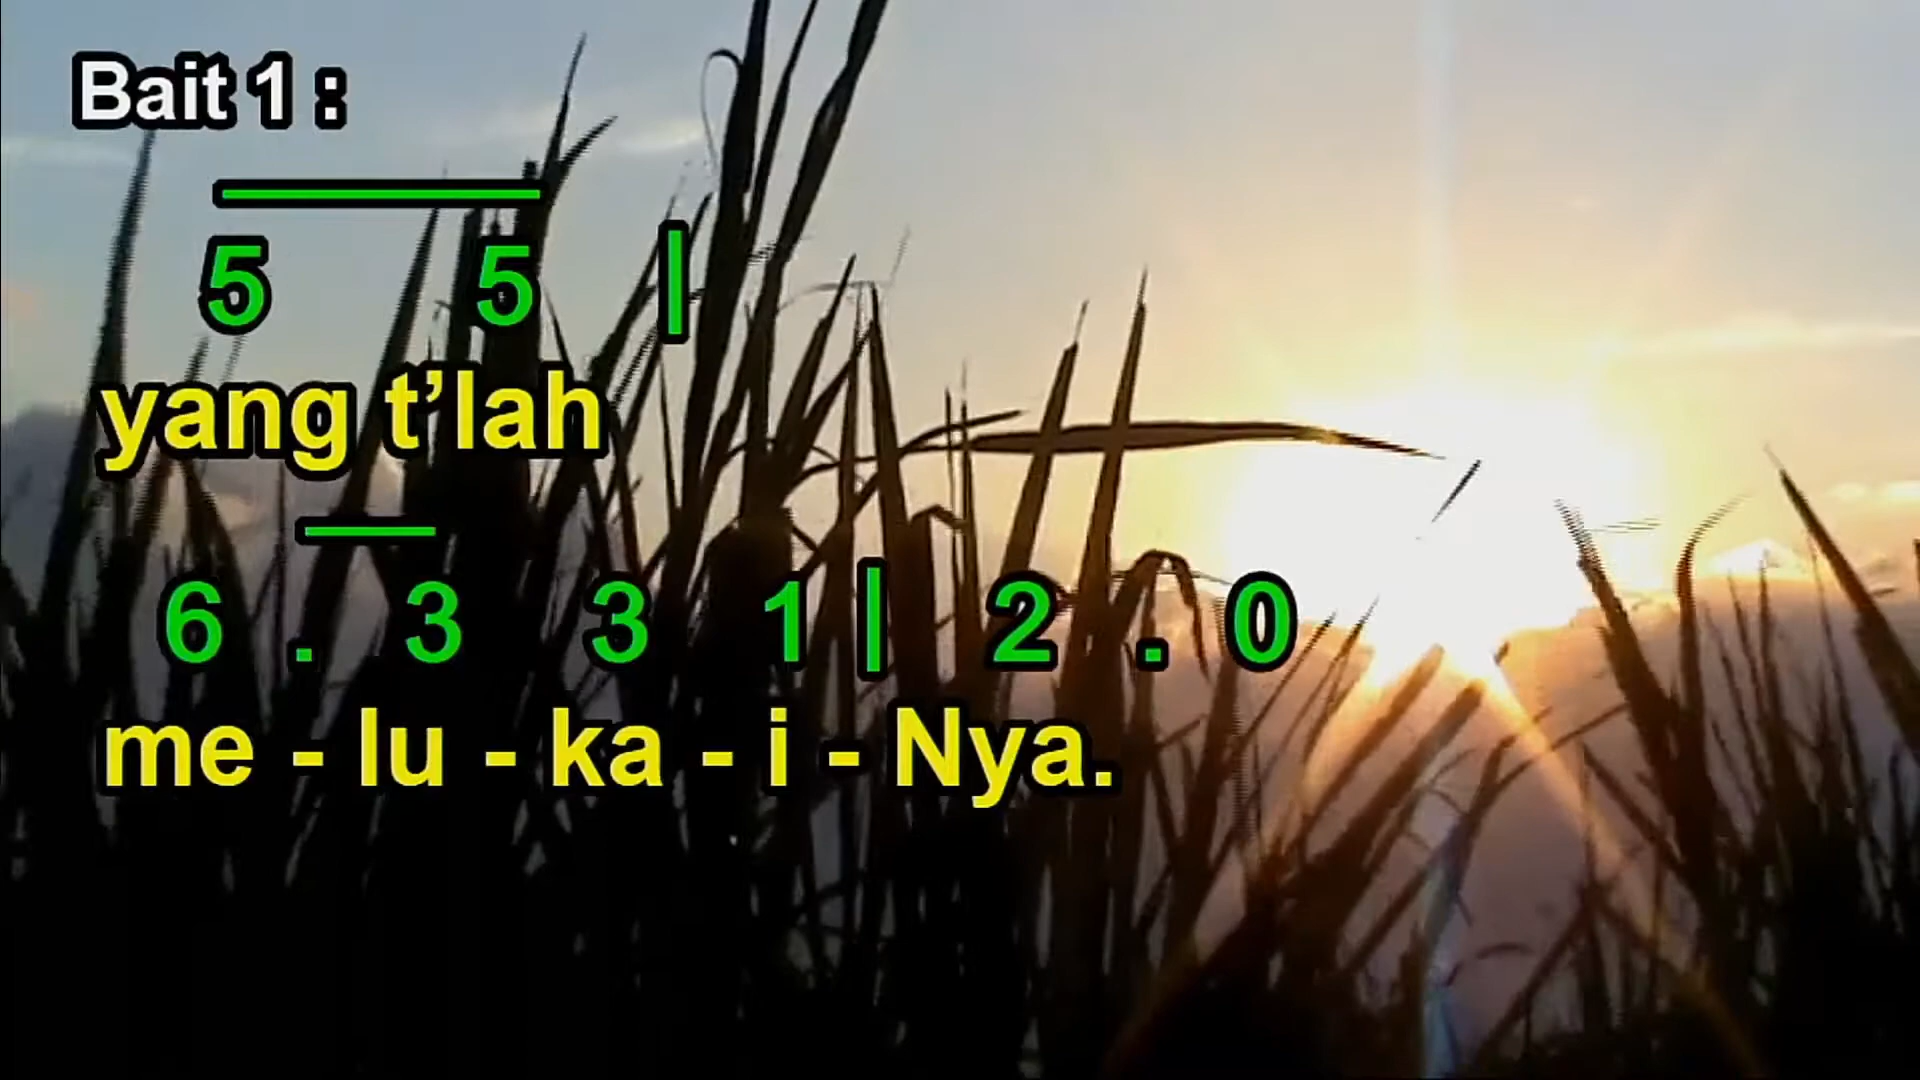 Bait 1 :
5 5 |
yang t’lah
6 . 3 3 1 | 2 . 0
me - lu - ka - i - Nya.